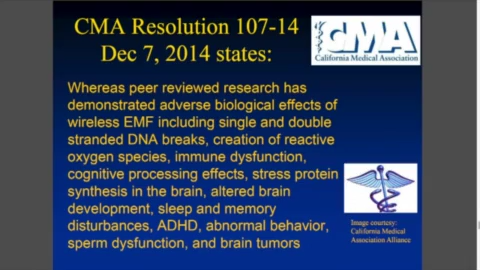 CMA Resolution 107-14
Dec 7, 2014 states:
CMA
California Medical Association
Whereas peer reviewed research has
demonstrated adverse biological effects of
wireless EMF including single and double
stranded DNA breaks, creation of reactive
oxygen species, immune dysfunction,
cognitive processing effects, stress protein
synthesis in the brain, altered brain
development, sleep and memory
disturbances, ADHD, abnormal behavior,
sperm dysfunction, and brain tumors
Image courtesy:
California Medical
Association Alliance